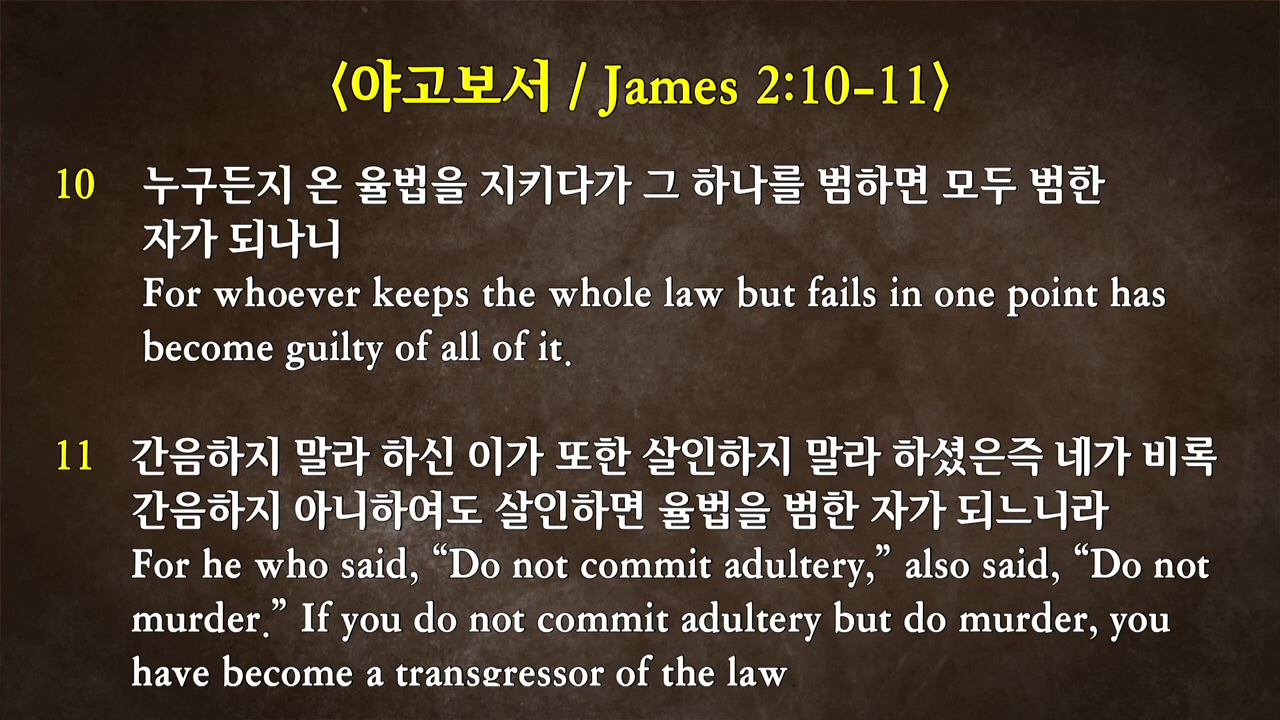 〈야고보서 / James 2:10-11〉
10 누구든지 온 율법을 지키다가 그 하나를 범하면 모두 범한
자가 되나니
For whoever keeps the whole law but fails in one point has
become guilty of all of it.
11 간음하지 말라 하신 이가 또한 살인하지 말라 하셨은즉 네가 비록
간음하지 아니하여도 살인하면 율법을 범한 자가 되느니라
For he who said, “Do not commit adultery,” also said, “Do not
murder.” If you do not commit adultery but do murder, you
have become a transgressor of the law